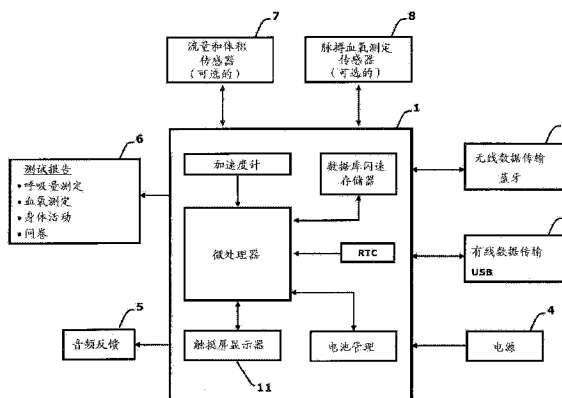 7
流量和体积
传感器
(可选的)
8
脉搏血氧测定
传感器
(可选的)
1
6
测试报告
• 呼吸量测定
• 血氧测定
• 身体活动
• 问卷
加速度计
数据库闪速
存储器
无线数据传输
蓝牙
微处理器
RTC
有线数据传输
USB
5
音频反馈
触摸屏显示器
11
电池管理
4
电源